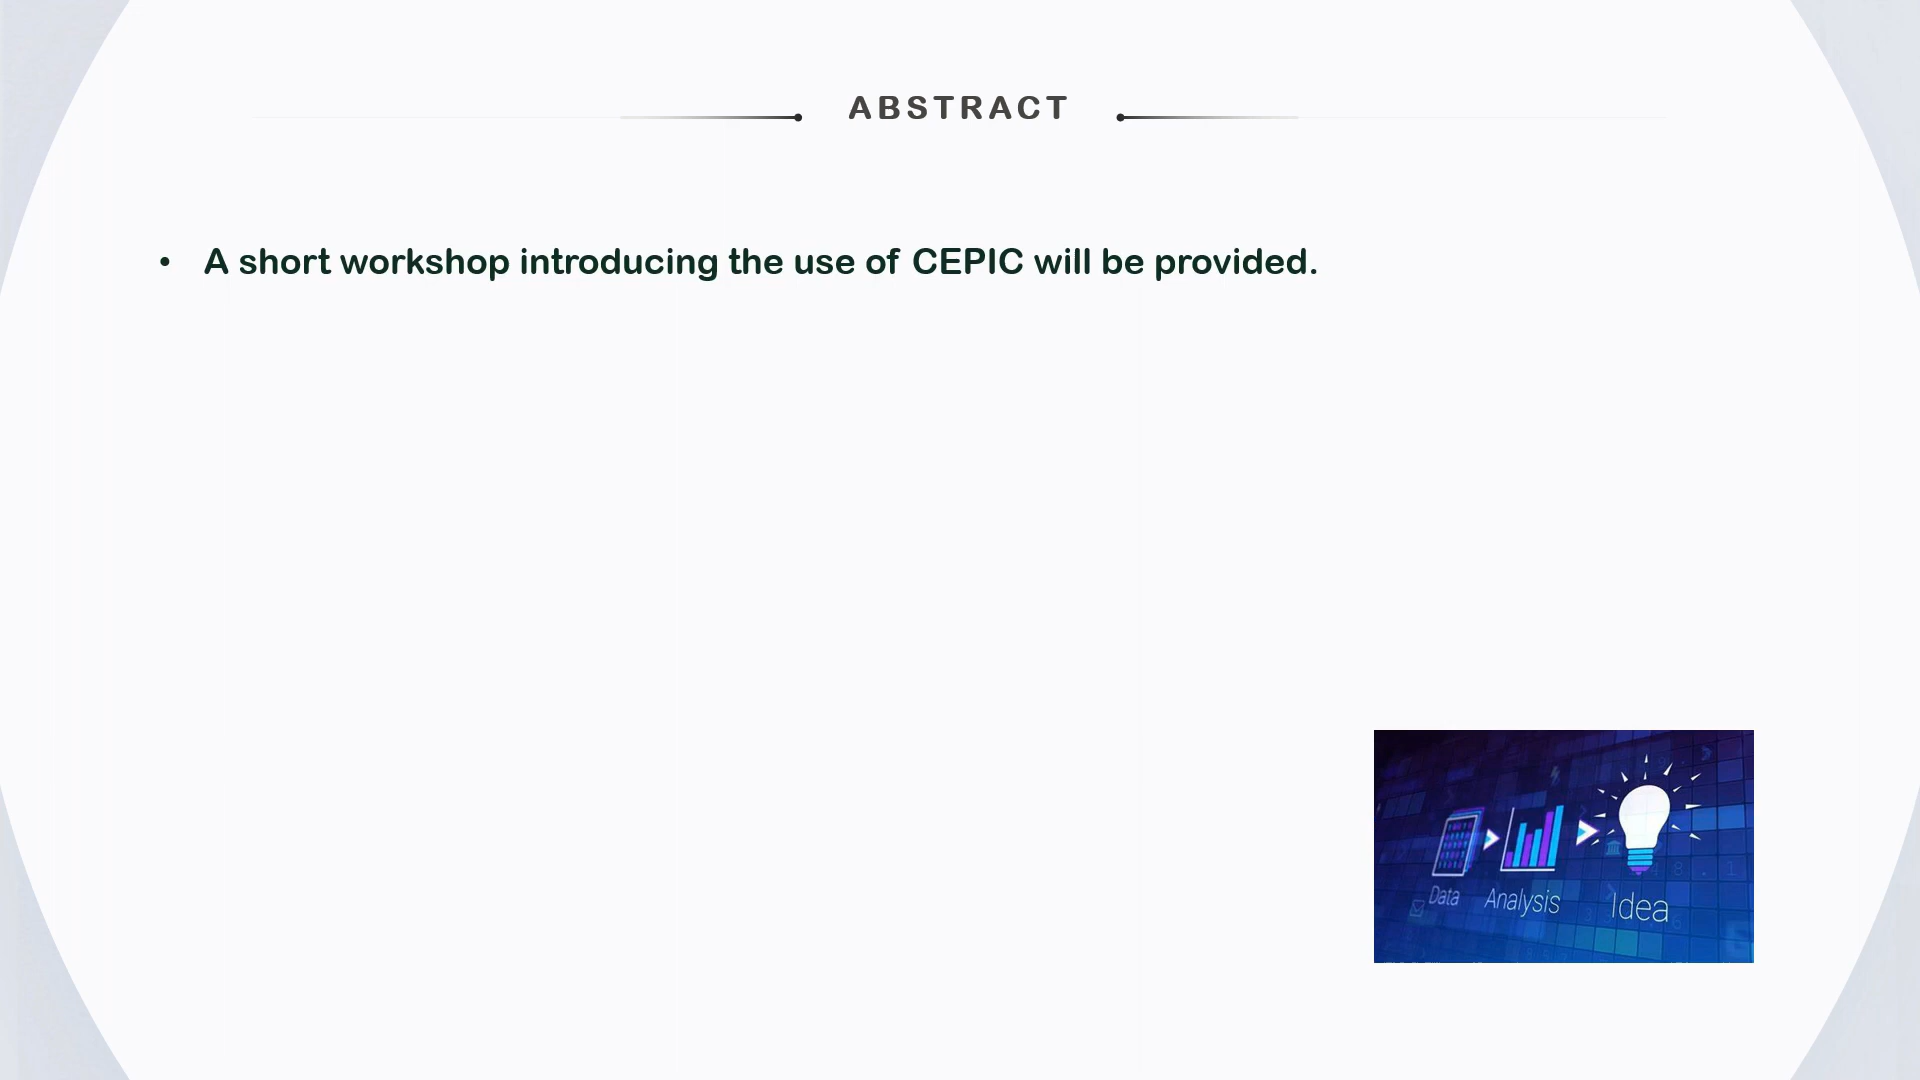 ABSTRACT
• A short workshop introducing the use of CEPIC will be provided.
Data Analysis Idea